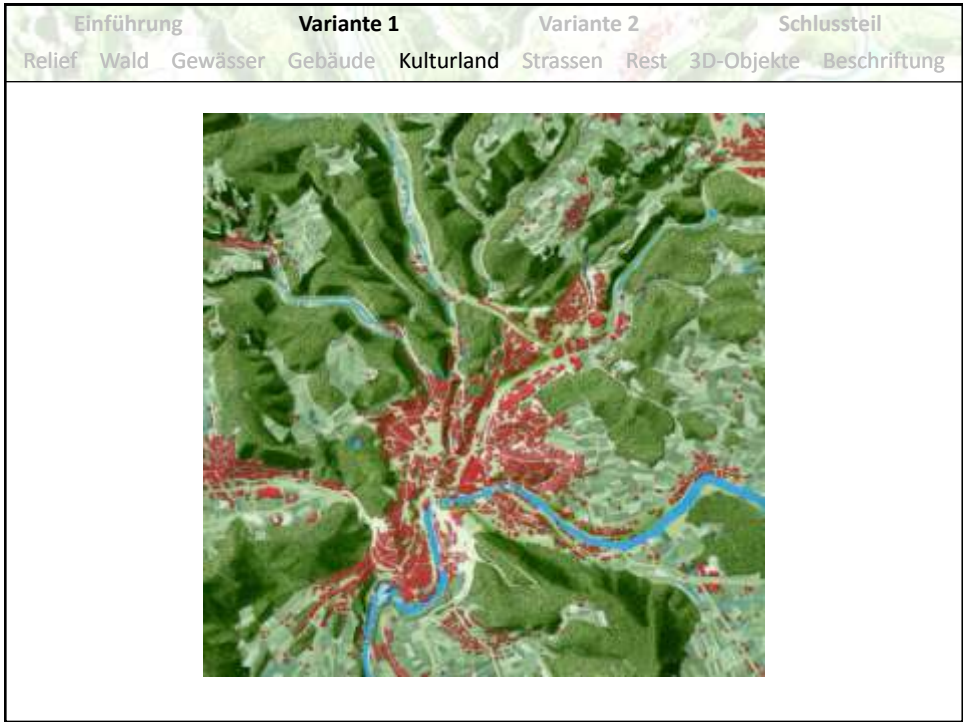 Einführung Variante 1 Variante 2 Schlussteil
Relief Wald Gewässer Gebäude Kulturland Strassen Rest 3D-Objekte Beschriftung